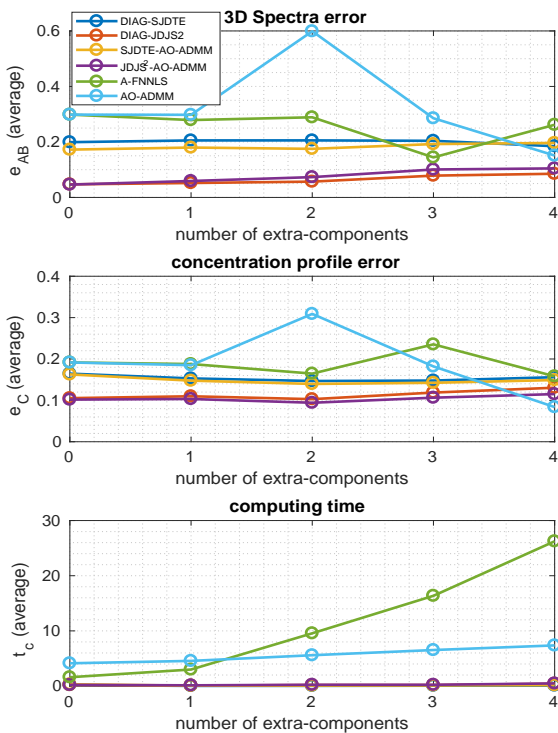 3D Spectra error
DIAG-SJDTE
DIAG-JDJS2
SJDTE-AO-ADMM
JDJS²-AO-ADMM
A-FNNLS
AO-ADMM
e_AB (average)
0.6
0.4
0.2
0
0 1 2 3 4
number of extra-components
concentration profile error
e_C (average)
0.4
0.3
0.2
0.1
0
0 1 2 3 4
number of extra-components
computing time
t_c (average)
30
20
10
0
0 1 2 3 4
number of extra-components